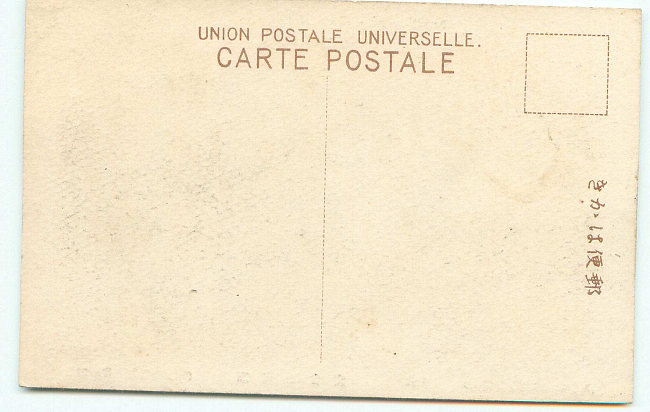 UNION POSTALE UNIVERSELLE.
CARTE POSTALE
郵便はかき